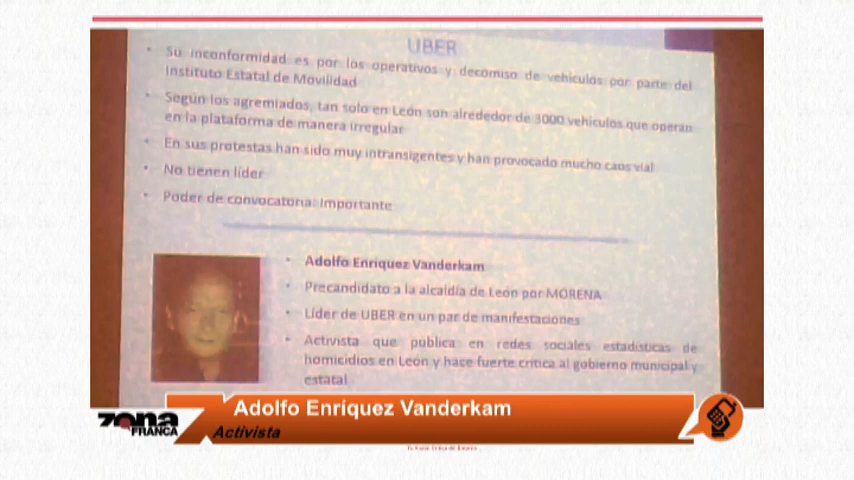 UBER
• Su inconformidad es por los operativos y decomiso de vehículos por parte del
Instituto Estatal de Movilidad
• Según los agremiados, tan solo en León son alrededor de 3000 vehículos que operan
en la plataforma de manera irregular
• En sus protestas han sido muy intransigentes y han provocado mucho caos vial
• No tienen líder
• Poder de convocatoria: Importante
• Adolfo Enríquez Vanderkam
• Precandidato a la alcaldía de León por MORENA
• Líder de UBER en un par de manifestaciones
• Activista que publica en redes sociales estadísticas de
homicidios en León y hace fuerte crítica al gobierno municipal y
estatal
Adolfo Enríquez Vanderkam
zona
FRANCA
Activista